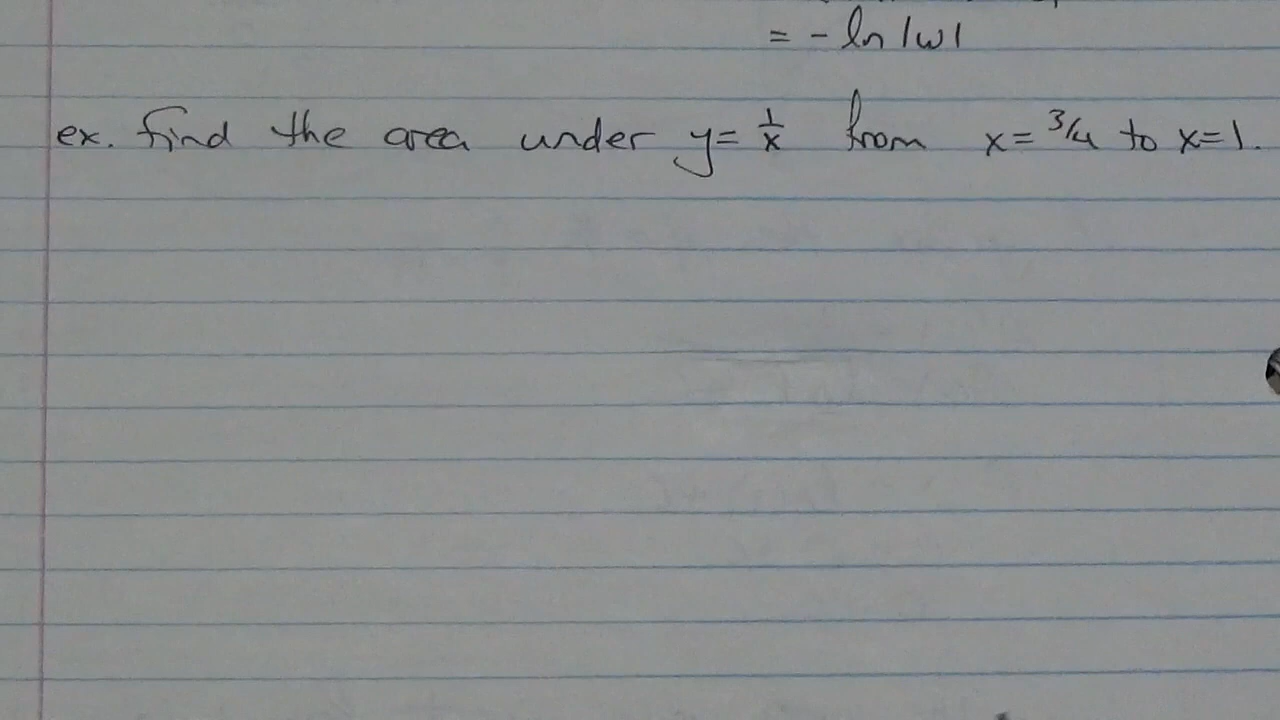 = - ln |w|
ex. find the area under y= 1/x from x= 3/4 to x=1.